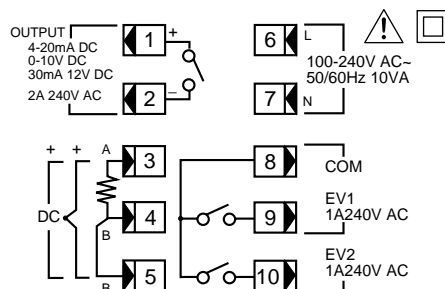 OUTPUT
4-20mA DC
0-10V DC
30mA 12V DC
2A 240V AC
1 +
2 –
6 L
7 N
100-240V AC~
50/60Hz 10VA
+ + A 3
DC 4
B
5
B
8
COM
9
EV1
1A240V AC
10
EV2
1A240V AC